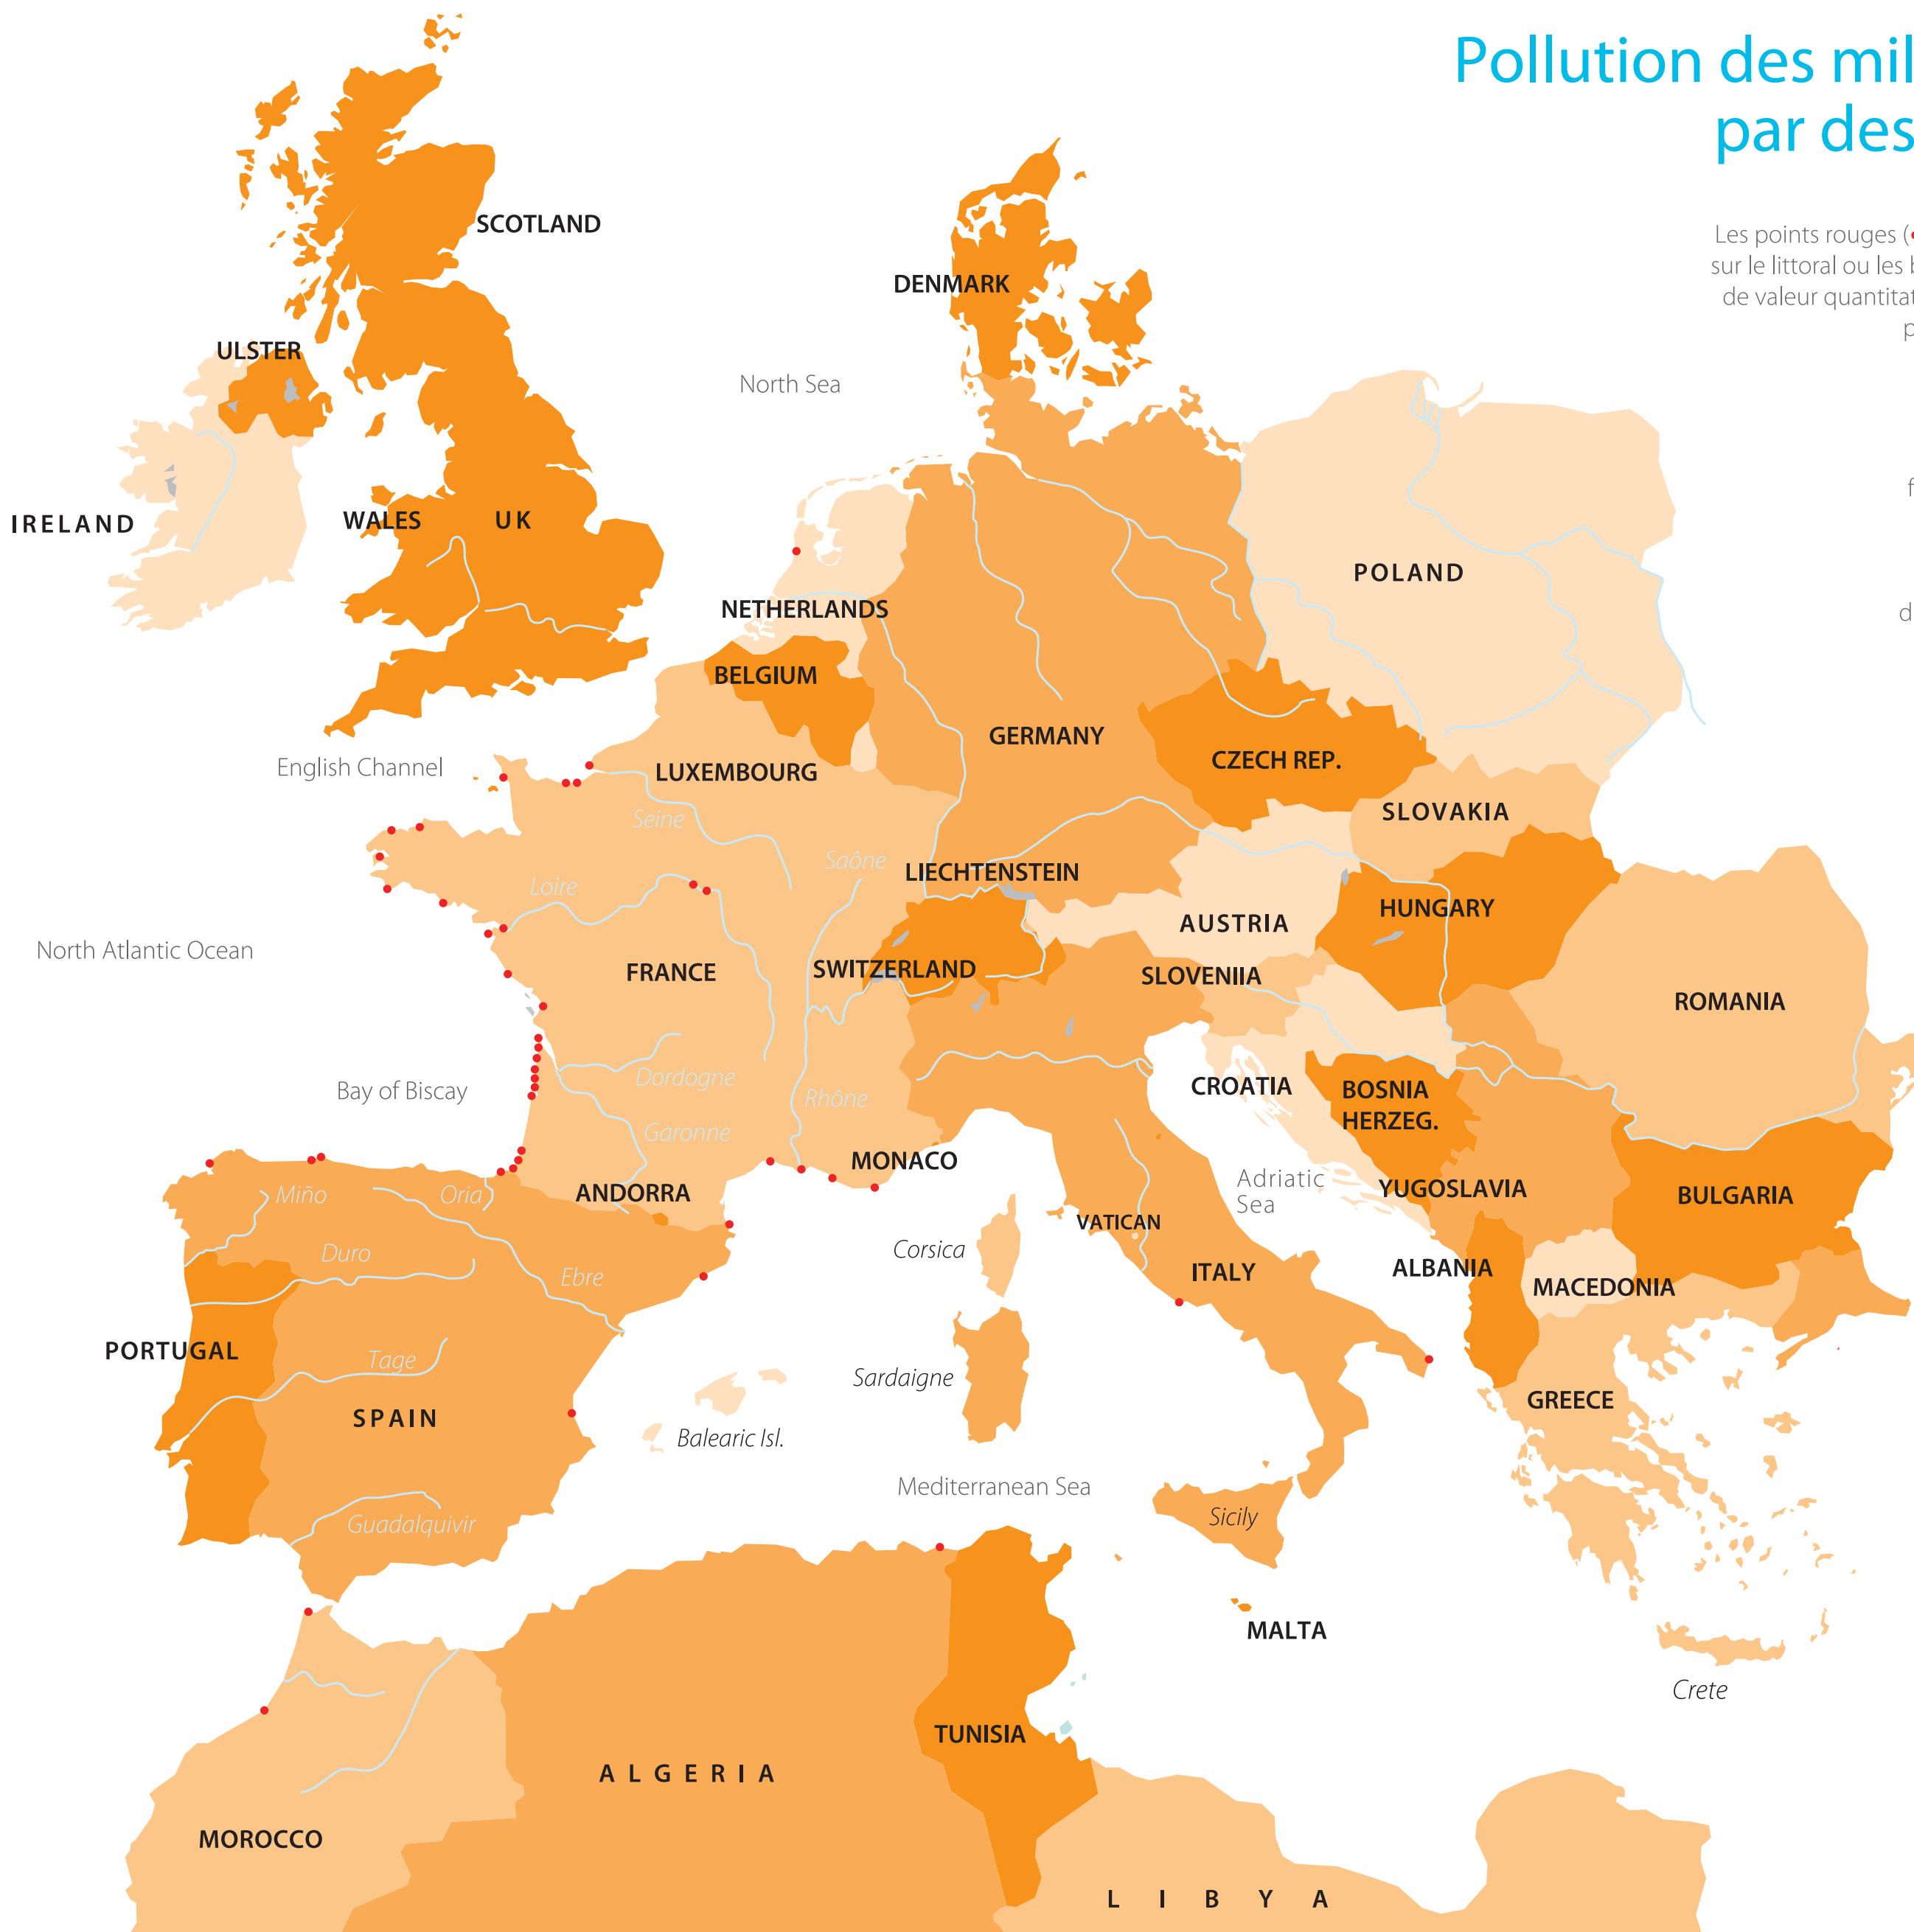 Pollution des mil
par des
Les points rouges (
sur le littoral ou les b
de valeur quantitat
p
f
d
SCOTLAND
DENMARK
ULSTER
North Sea
IRELAND
WALES
UK
POLAND
NETHERLANDS
BELGIUM
GERMANY
CZECH REP.
English Channel
LUXEMBOURG
SLOVAKIA
Seine
Saône
LIECHTENSTEIN
Loire
HUNGARY
AUSTRIA
North Atlantic Ocean
FRANCE
SWITZERLAND
SLOVENIIA
ROMANIA
Dordogne
Bay of Biscay
CROATIA
BOSNIA
HERZEG.
Rhône
Garonne
MONACO
Adriatic
Sea
Miño
Oria
ANDORRA
YUGOSLAVIA
BULGARIA
VATICAN
Corsica
Duro
Ebre
ITALY
ALBANIA
MACEDONIA
PORTUGAL
Tage
Sardaigne
GREECE
SPAIN
Balearic Isl.
Mediterranean Sea
Guadalquivir
Sicily
MALTA
Crete
TUNISIA
ALGERIA
MOROCCO
LIBYA